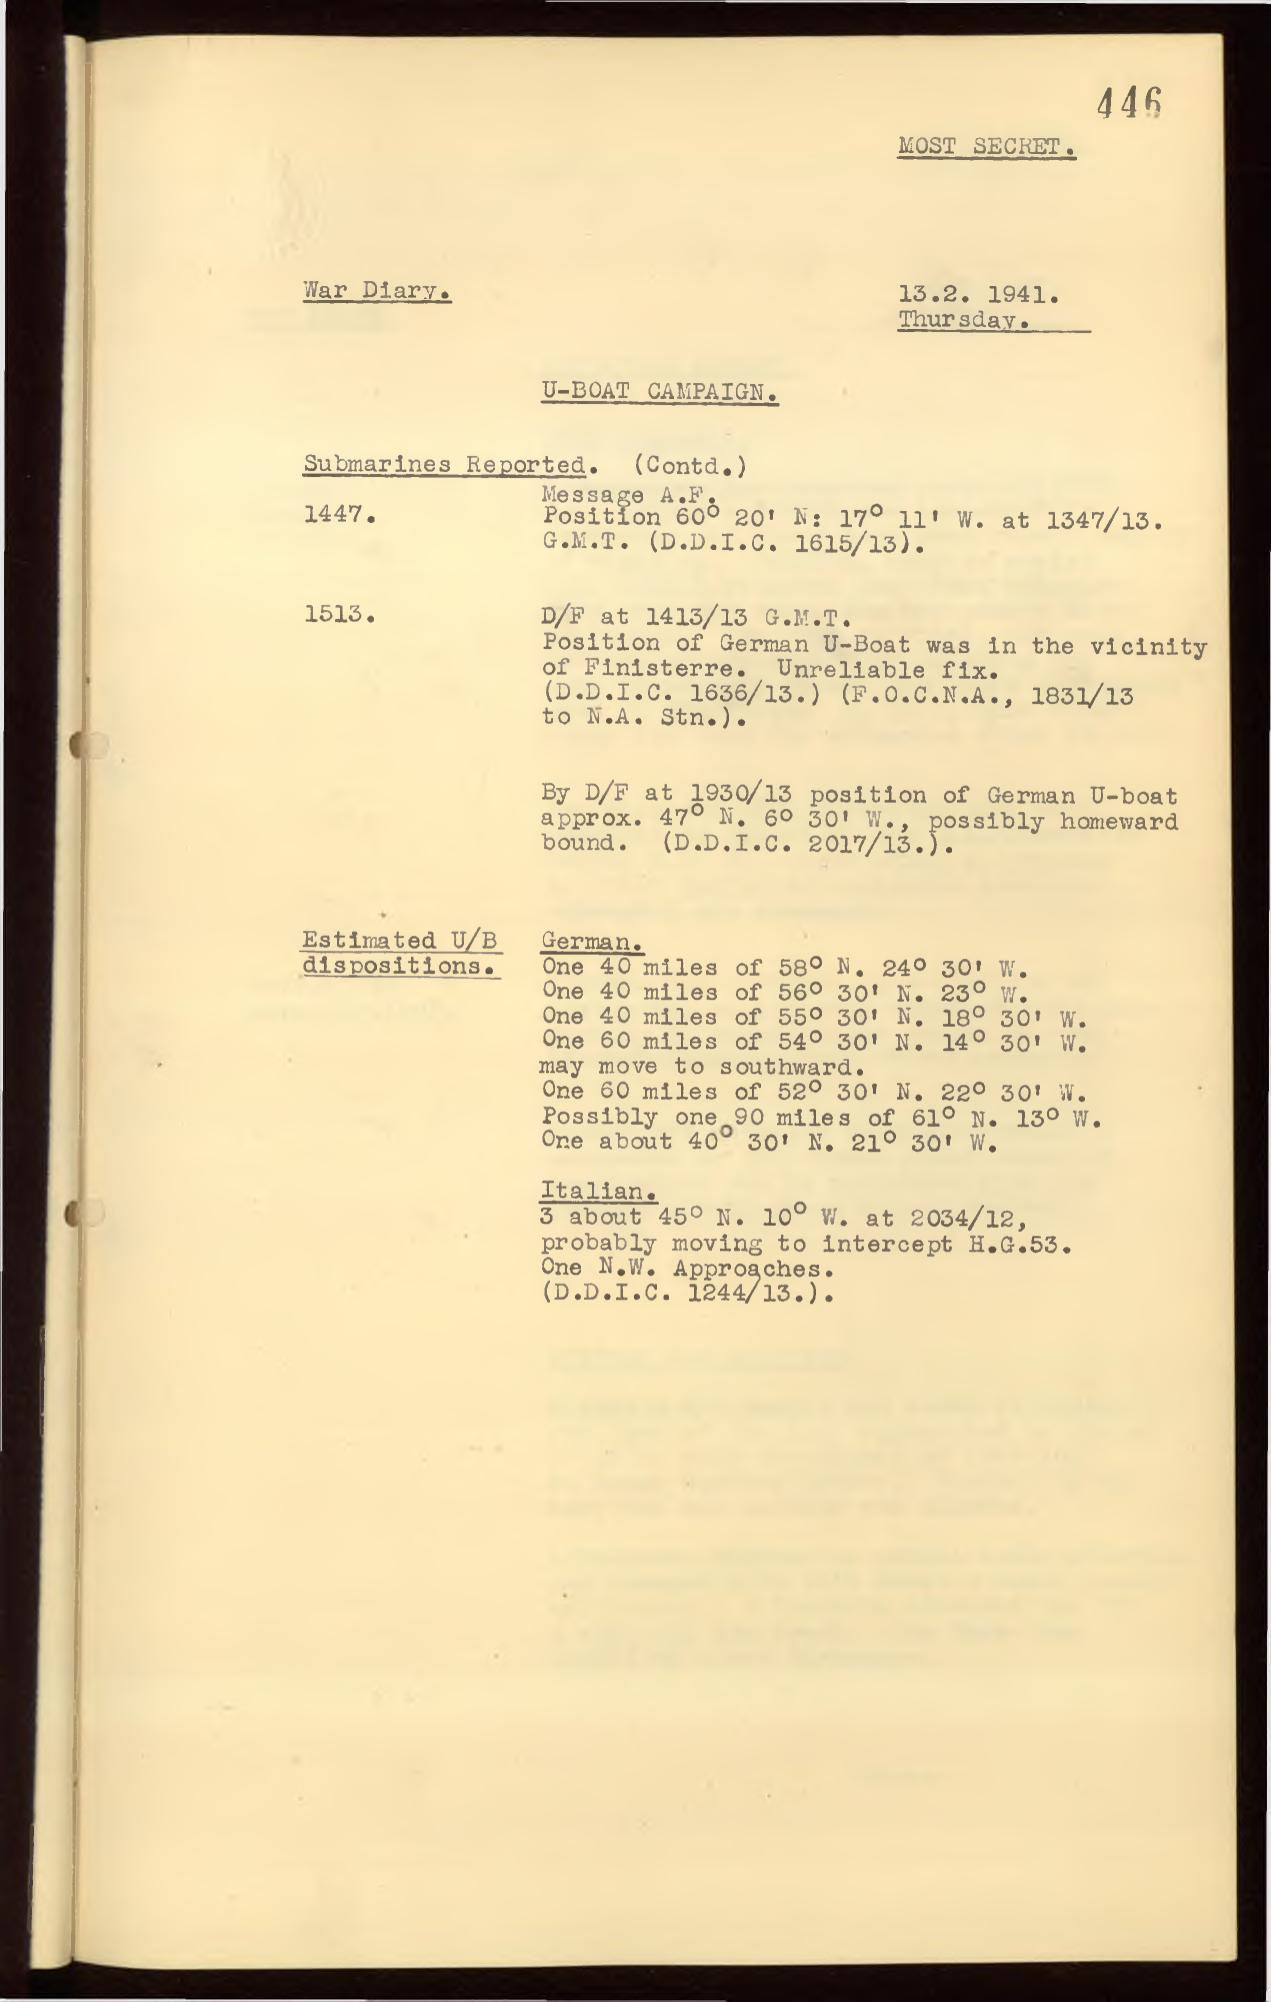 446
MOST SECRET.
War Diary.
13.2. 1941.
Thursday.
U-BOAT CAMPAIGN.
Submarines Reported. (Contd.)
Message A.F.
1447. Position 60° 20' N: 17° 11' W. at 1347/13.
G.M.T. (D.D.I.C. 1615/13).
1513. D/F at 1413/13 G.M.T.
Position of German U-Boat was in the vicinity
of Finisterre. Unreliable fix.
(D.D.I.C. 1636/13.) (F.O.C.N.A., 1831/13
to N.A. Stn.).
By D/F at 1930/13 position of German U-boat
approx. 47° N. 6° 30' W., possibly homeward
bound. (D.D.I.C. 2017/13.).
Estimated U/B German.
dispositions. One 40 miles of 58° N. 24° 30' W.
One 40 miles of 56° 30' N. 23° W.
One 40 miles of 55° 30' N. 18° 30' W.
One 60 miles of 54° 30' N. 14° 30' W.
may move to southward.
One 60 miles of 52° 30' N. 22° 30' W.
Possibly one 90 miles of 61° N. 13° W.
One about 40° 30' N. 21° 30' W.
Italian.
3 about 45° N. 10° W. at 2034/12,
probably moving to intercept H.G.53.
One N.W. Approaches.
(D.D.I.C. 1244/13.).